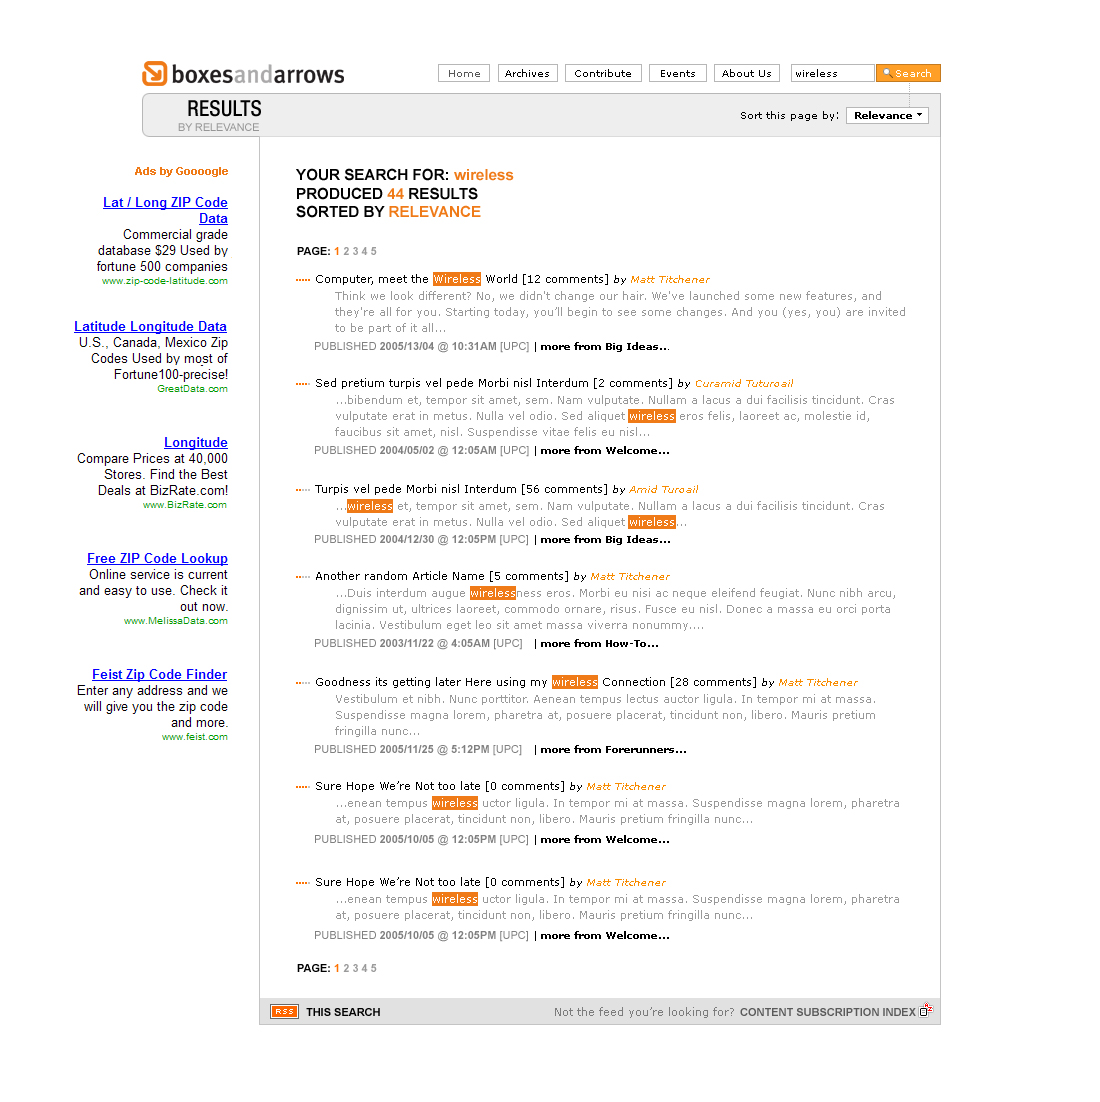 boxesandarrows
Home Archives Contribute Events About Us wireless Search
RESULTS
BY RELEVANCE
Sort this page by: Relevance
Ads by Goooogle
Lat / Long ZIP Code
Data
Commercial grade
database $29 Used by
fortune 500 companies
www.zip-code-latitude.com
Latitude Longitude Data
U.S., Canada, Mexico Zip
Codes Used by most of
Fortune100-precise!
GreatData.com
Longitude
Compare Prices at 40,000
Stores. Find the Best
Deals at BizRate.com!
www.BizRate.com
Free ZIP Code Lookup
Online service is current
and easy to use. Check it
out now.
www.MelissaData.com
Feist Zip Code Finder
Enter any address and we
will give you the zip code
and more.
www.feist.com
YOUR SEARCH FOR: wireless
PRODUCED 44 RESULTS
SORTED BY RELEVANCE
PAGE: 1 2 3 4 5
Computer, meet the Wireless World [12 comments] by Matt Titchener
Think we look different? No, we didn't change our hair. We've launched some new features, and
they're all for you. Starting today, you'll begin to see some changes. And you (yes, you) are invited
to be part of it all...
PUBLISHED 2005/13/04 @ 10:31AM [UPC] | more from Big Ideas...
Sed pretium turpis vel pede Morbi nisl Interdum [2 comments] by Curamid Tuturoail
...bibendum et, tempor sit amet, sem. Nam vulputate. Nullam a lacus a dui facilisis tincidunt. Cras
vulputate erat in metus. Nulla vel odio. Sed aliquet wireless eros felis, laoreet ac, molestie id,
faucibus sit amet, nisl. Suspendisse vitae felis eu nisl...
PUBLISHED 2004/05/02 @ 12:05AM [UPC] | more from Welcome...
Turpis vel pede Morbi nisl Interdum [56 comments] by Amid Turoail
...wireless et, tempor sit amet, sem. Nam vulputate. Nullam a lacus a dui facilisis tincidunt. Cras
vulputate erat in metus. Nulla vel odio. Sed aliquet wireless...
PUBLISHED 2004/12/30 @ 12:05PM [UPC] | more from Big Ideas...
Another random Article Name [5 comments] by Matt Titchener
...Duis interdum augue wirelessness eros. Morbi eu nisi ac neque eleifend feugiat. Nunc nibh arcu,
dignissim ut, ultrices laoreet, commodo ornare, risus. Fusce eu nisl. Donec a massa eu orci porta
lacinia. Vestibulum eget leo sit amet massa viverra nonummy....
PUBLISHED 2003/11/22 @ 4:05AM [UPC] | more from How-To...
Goodness its getting later Here using my wireless Connection [28 comments] by Matt Titchener
Vestibulum et nibh. Nunc porttitor. Aenean tempus lectus auctor ligula. In tempor mi at massa.
Suspendisse magna lorem, pharetra at, posuere placerat, tincidunt non, libero. Mauris pretium
fringilla nunc...
PUBLISHED 2005/11/25 @ 5:12PM [UPC] | more from Forerunners...
Sure Hope We're Not too late [0 comments] by Matt Titchener
...enean tempus wireless uctor ligula. In tempor mi at massa. Suspendisse magna lorem, pharetra
at, posuere placerat, tincidunt non, libero. Mauris pretium fringilla nunc...
PUBLISHED 2005/10/05 @ 12:05PM [UPC] | more from Welcome...
Sure Hope We're Not too late [0 comments] by Matt Titchener
...enean tempus wireless uctor ligula. In tempor mi at massa. Suspendisse magna lorem, pharetra
at, posuere placerat, tincidunt non, libero. Mauris pretium fringilla nunc...
PUBLISHED 2005/10/05 @ 12:05PM [UPC] | more from Welcome...
PAGE: 1 2 3 4 5
RSS THIS SEARCH
Not the feed you're looking for? CONTENT SUBSCRIPTION INDEX